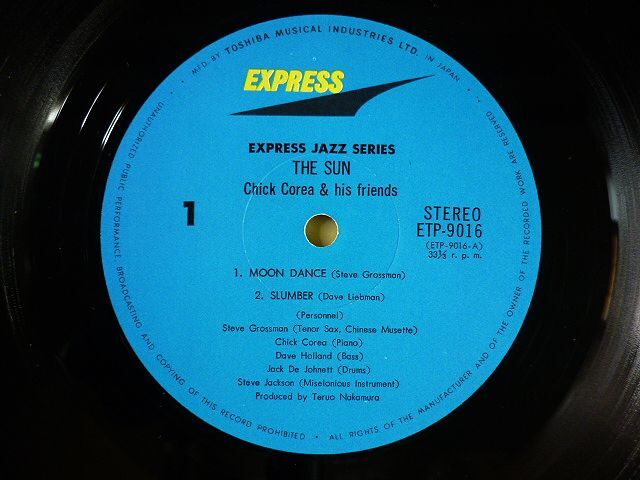 • MFD BY TOSHIBA MUSICAL INDUSTRIES LTD. IN JAPAN •
EXPRESS
EXPRESS JAZZ SERIES
THE SUN
Chick Corea & his friends
1
STEREO
ETP-9016
(ETP-9016-A)
33⅓ r. p. m.
1. MOON DANCE (Steve Grossman)
2. SLUMBER (Dave Liebman)
(Personnel)
Steve Grossman (Tenor Sax, Chinese Musette)
Chick Corea (Piano)
Dave Holland (Bass)
Jack De Johnett (Drums)
Steve Jackson (Miselonious Instrument)
Produced by Teruo Nakamura
UNAUTHORIZED PUBLIC PERFORMANCE, BROADCASTING AND COPYING OF THIS RECORD PROHIBITED • ALL RIGHTS OF THE MANUFACTURER AND OF THE OWNER OF THE RECORDED WORK ARE RESERVED